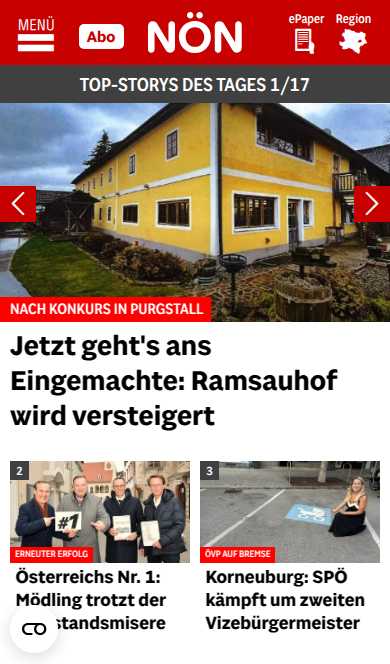 MENÜ
Abo
NÖN
ePaper
Region
TOP-STORYS DES TAGES 1/17
NACH KONKURS IN PURGSTALL
Jetzt geht's ans
Eingemachte: Ramsauhof
wird versteigert
2
#1
ERNEUTER ERFOLG
Österreichs Nr. 1:
Mödling trotzt der
standsmisere
3
ÖVP AUF BREMSE
Korneuburg: SPÖ
kämpft um zweiten
Vizebürgermeister